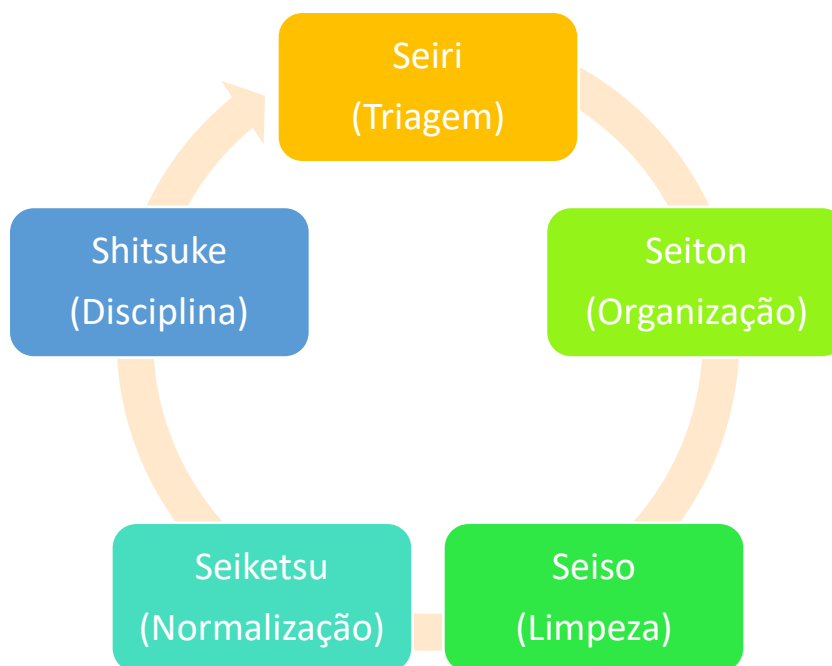 Seiri
(Triagem)
Seiton
(Organização)
Seiso
(Limpeza)
Seiketsu
(Normalização)
Shitsuke
(Disciplina)